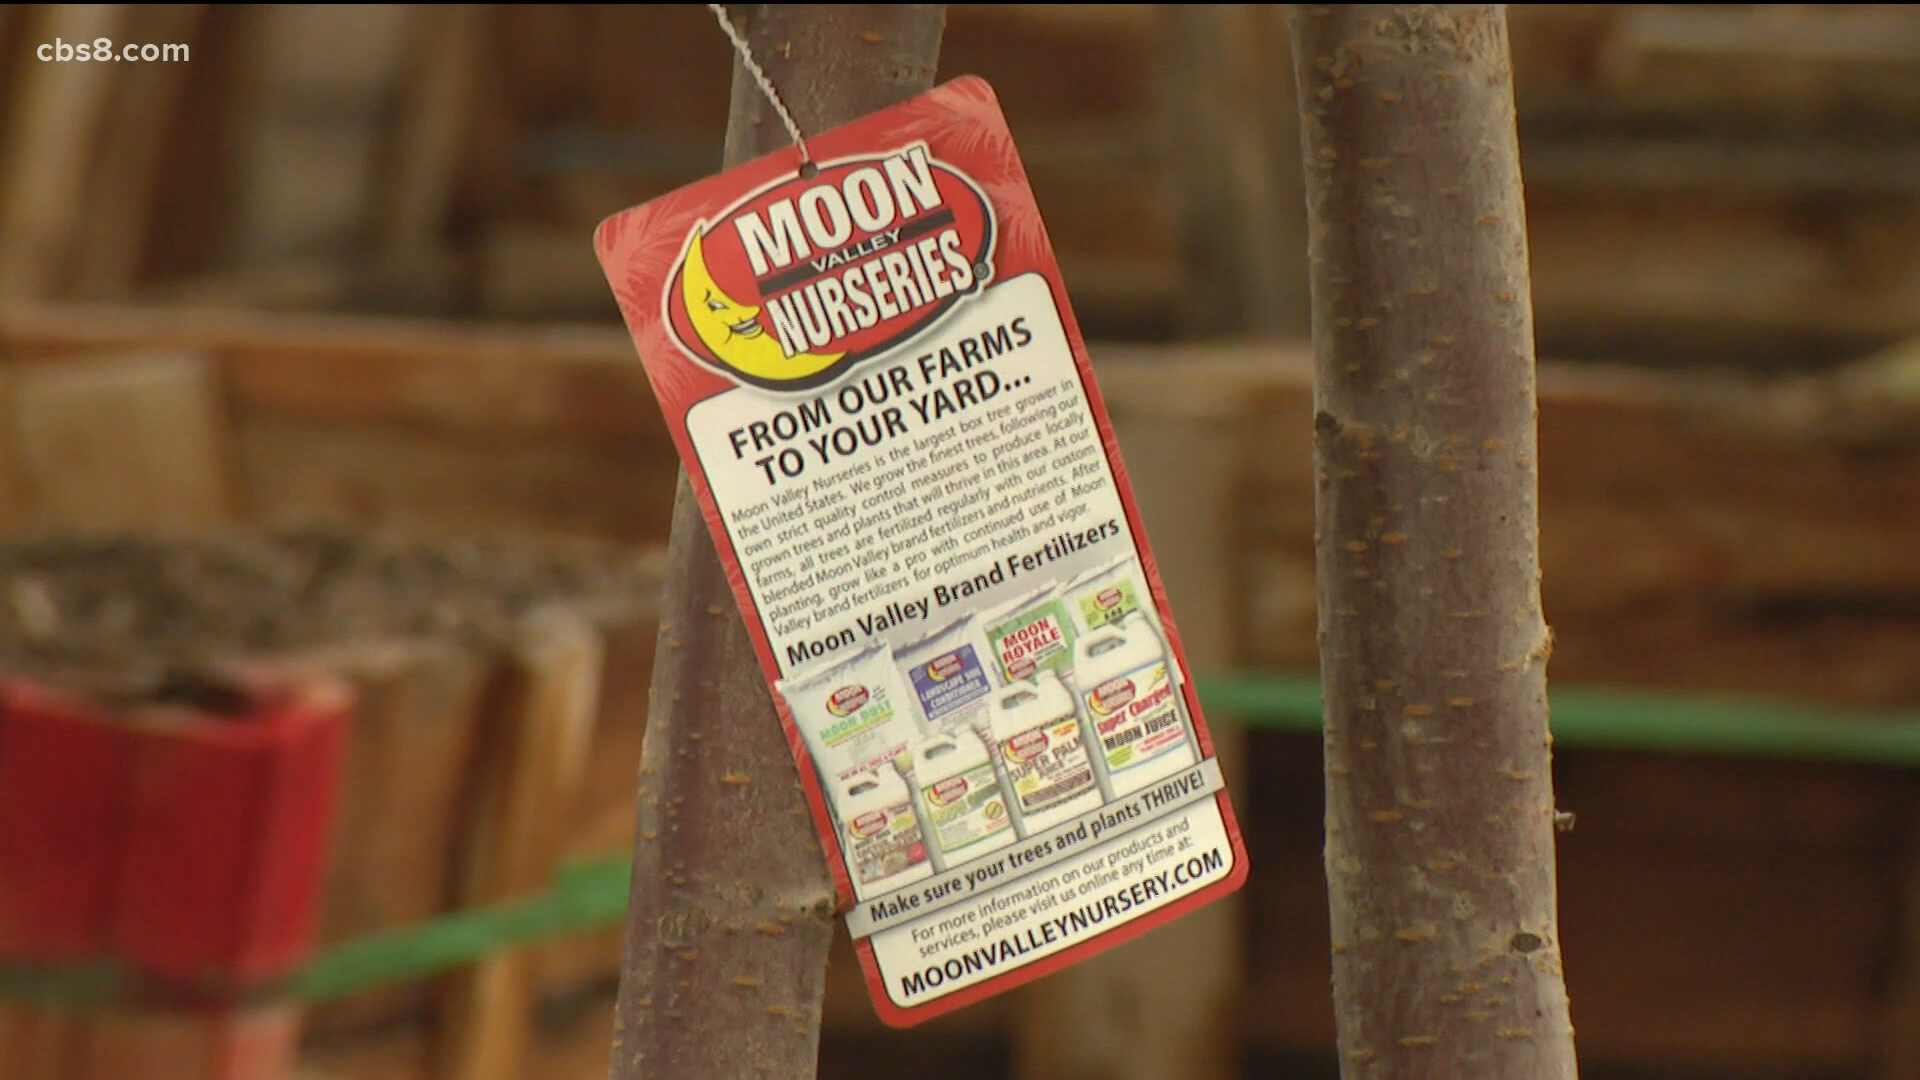 cbs8.com
MOON
VALLEY
NURSERIES®
FROM OUR FARMS
TO YOUR YARD...
Moon Valley Nurseries is the largest box tree grower in
the United States. We grow the finest trees, following our
own strict quality control measures to produce locally
grown trees and plants that will thrive in this area. At our
farms, all trees are fertilized regularly with our custom
blended Moon Valley brand fertilizers and nutrients. After
planting, grow like a pro with continued use of Moon
Valley brand fertilizers for optimum health and vigor.
Moon Valley Brand Fertilizers
MOON
ROYALE
LANDSCAPE SOIL
CONDITIONER
MOON DUST
Super Charged
MOON JUICE
SUPER PALM
JUICE
Make sure your trees and plants THRIVE!
For more information on our products and
services, please visit us online any time at:
MOONVALLEYNURSERY.COM